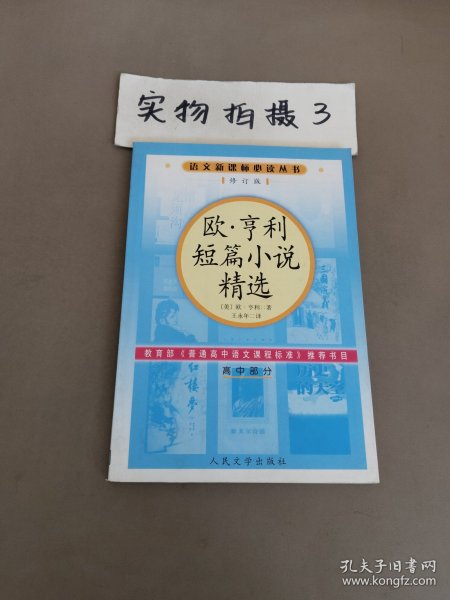 实物拍摄3
语文新课标必读丛书
修订版
欧·亨利
短篇小说
精选
〔美〕欧·亨利 著
王永年 译
教育部《普通高中语文课程标准》推荐书目
高中部分
红楼梦
人民文学出版社
孔夫子旧书网
www.kongfz.com